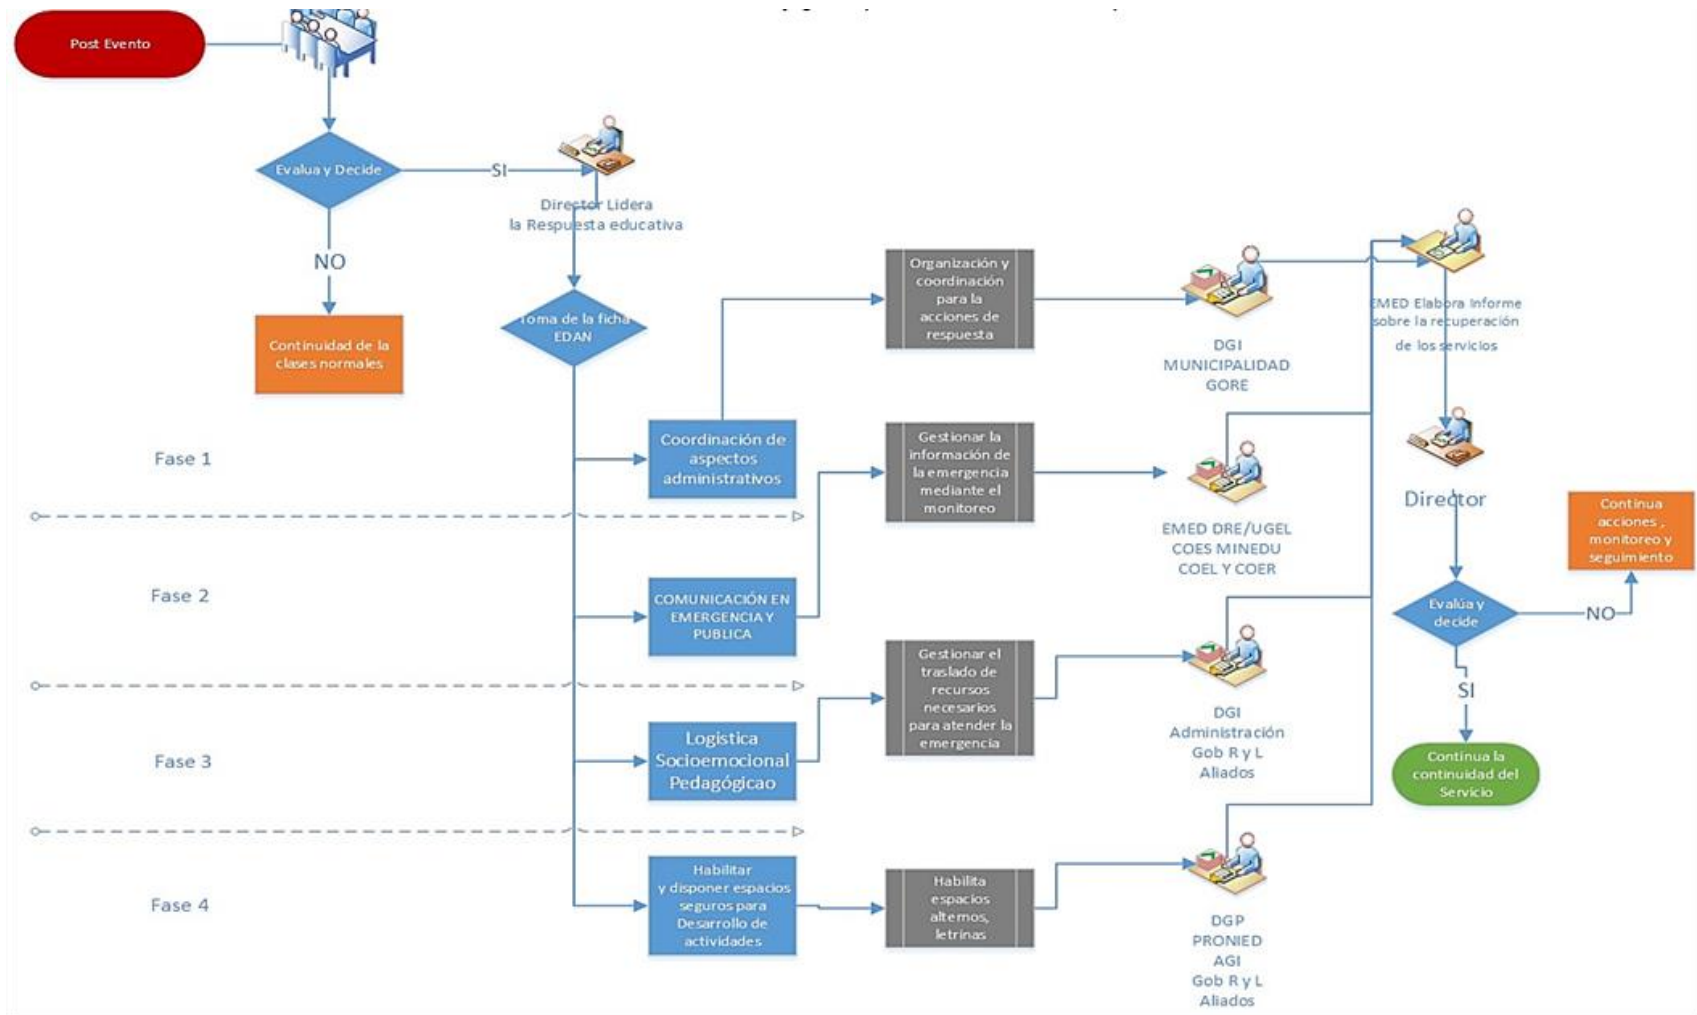 Post Evento
Evalua y Decide
SI
Director Lidera
la Respuesta educativa
NO
Continuidad de la
clases normales
Toma de la ficha
EDAN
Fase 1
Coordinación de
aspectos
administrativos
Organización y
coordinación
para la
acciones de
respuesta
DGI
MUNICIPALIDAD
GORE
EMED Elabora Informe
sobre la recuperación
de los servicios
Fase 2
COMUNICACIÓN EN
EMERGENCIA Y
PUBLICA
Gestionar la
información de
la emergencia
mediante el
monitoreo
EMED DRE/UGEL
COES MINEDU
COEL Y COER
Director
Continua
acciones ,
monitoreo y
seguimiento
Evalúa y
decide
NO
SI
Continua la
continuidad del
Servicio
Fase 3
Logistica
Socioemocional
Pedagógicao
Gestionar el
traslado de
recursos
necesarios
para atender la
emergencia
DGI
Administración
Gob R y L
Aliados
Fase 4
Habilitar
y disponer espacios
seguros para
Desarrollo de
actividades
Habilita
espacios
alternos,
letrinas
DGP
PRONIED
AGI
Gob R y L
Aliados